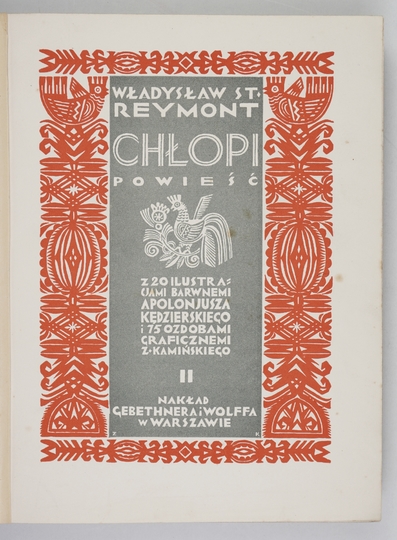 WŁADYSŁAW ST.
REYMONT
CHŁOPI
POWIEŚĆ
Z 20 ILUSTRA=
CJAMI BARWNEMI
APOLONJUSZA
KĘDZIERSKIEGO
i 75 OZDOBAMI
GRAFICZNEMI
Z·KAMIŃSKIEGO
II
NAKŁAD
GEBETHNERA i WOLFFA
W WARSZAWIE
Z K